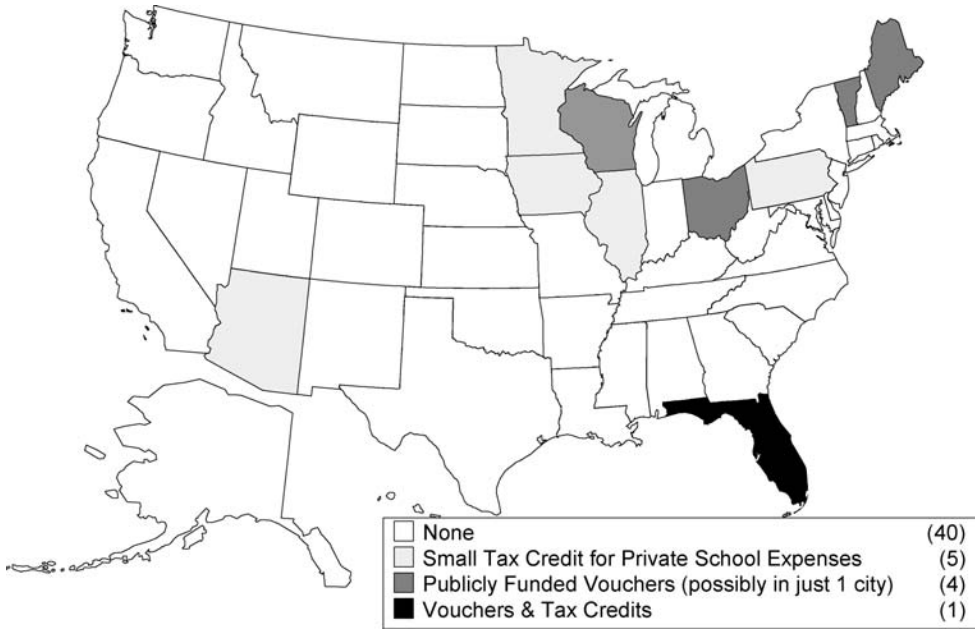 None (40)
Small Tax Credit for Private School Expenses (5)
Publicly Funded Vouchers (possibly in just 1 city) (4)
Vouchers & Tax Credits (1)